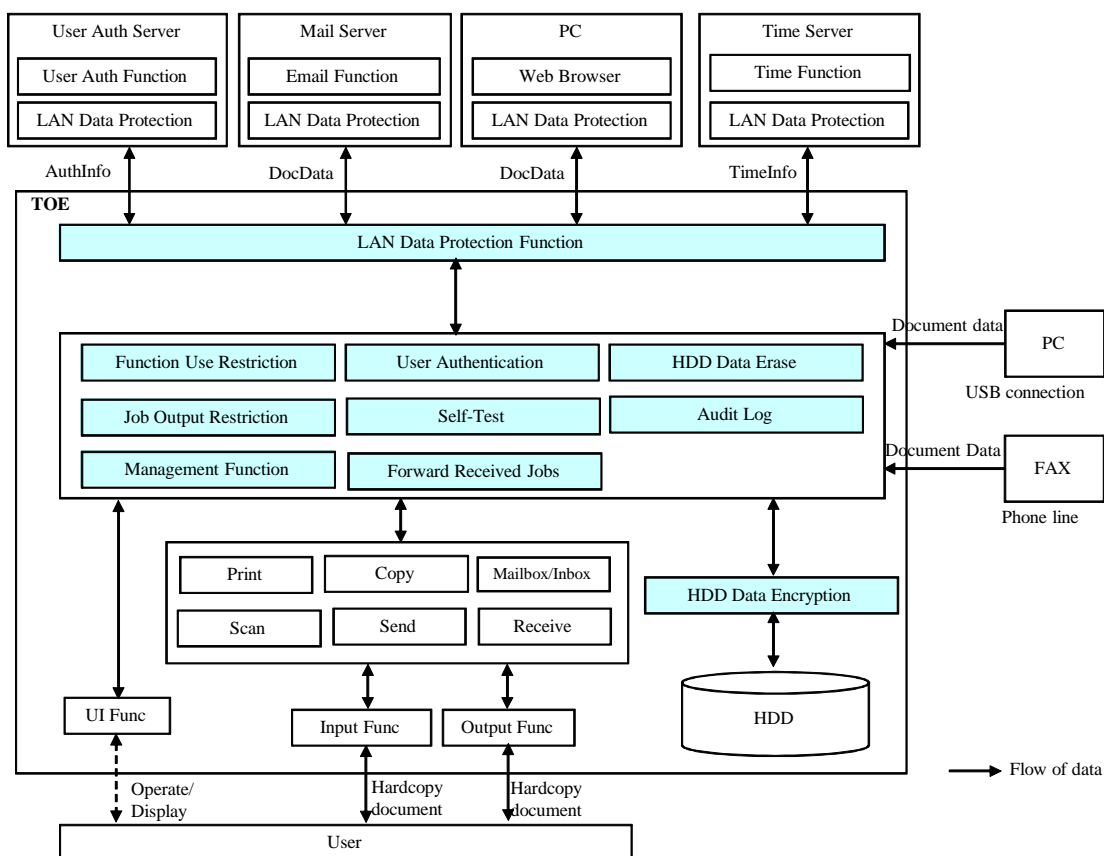 User Auth Server
User Auth Function
LAN Data Protection
Mail Server
Email Function
LAN Data Protection
PC
Web Browser
LAN Data Protection
Time Server
Time Function
LAN Data Protection
AuthInfo
DocData
DocData
TimeInfo
TOE
LAN Data Protection Function
Function Use Restriction
User Authentication
HDD Data Erase
Job Output Restriction
Self-Test
Audit Log
Management Function
Forward Received Jobs
Document data
PC
USB connection
Document Data
FAX
Phone line
Print
Copy
Mailbox/Inbox
Scan
Send
Receive
HDD Data Encryption
HDD
UI Func
Input Func
Output Func
Flow of data
Operate/
Display
Hardcopy
document
Hardcopy
document
User